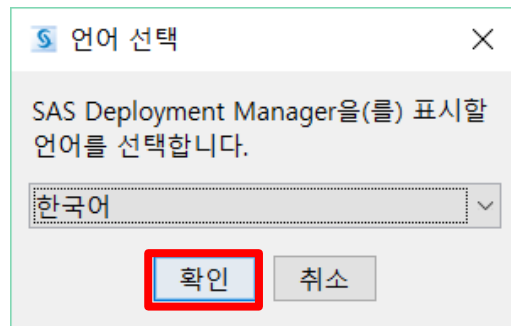 언어 선택
SAS Deployment Manager을(를) 표시할
언어를 선택합니다.
한국어
확인 취소